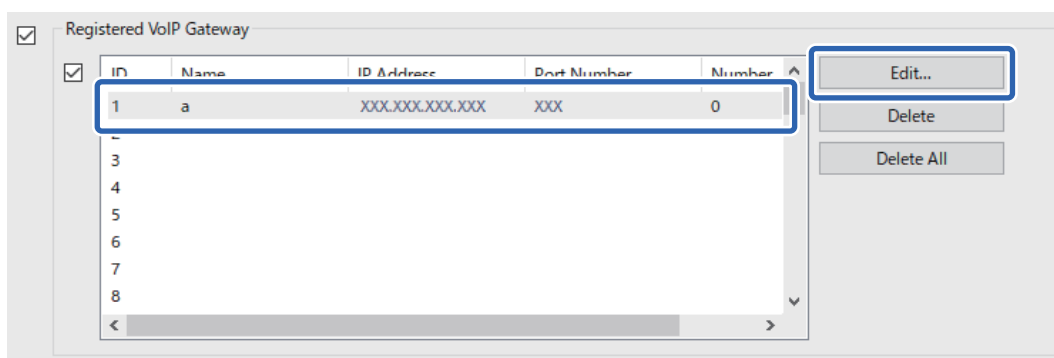 Registered VoIP Gateway
ID Name IP Address Port Number Number
Edit...
1 a XXX.XXX.XXX.XXX XXX 0
Delete
2
3
Delete All
4
5
6
7
8